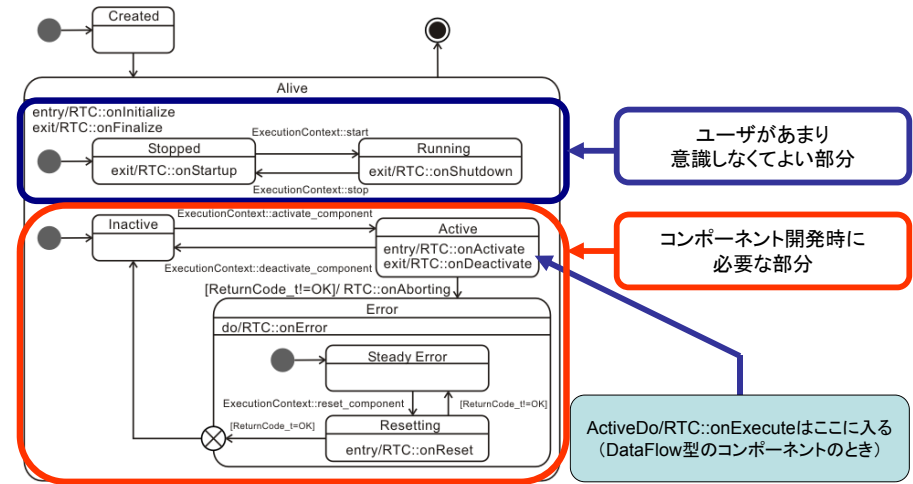 Created
Alive
entry/RTC::onInitialize
exit/RTC::onFinalize
ExecutionContext::start
Stopped
exit/RTC::onStartup
Running
exit/RTC::onShutdown
ExecutionContext::stop
ユーザがあまり
意識しなくてよい部分
ExecutionContext::activate_component
Inactive
Active
entry/RTC::onActivate
exit/RTC::onDeactivate
ExecutionContext::deactivate_component
コンポーネント開発時に
必要な部分
[ReturnCode_t!=OK]/ RTC::onAborting
Error
do/RTC::onError
Steady Error
ExecutionContext::reset_component
[ReturnCode_t!=OK]
[ReturnCode_t=OK]
Resetting
entry/RTC::onReset
ActiveDo/RTC::onExecuteはここに入る
(DataFlow型のコンポーネントのとき)